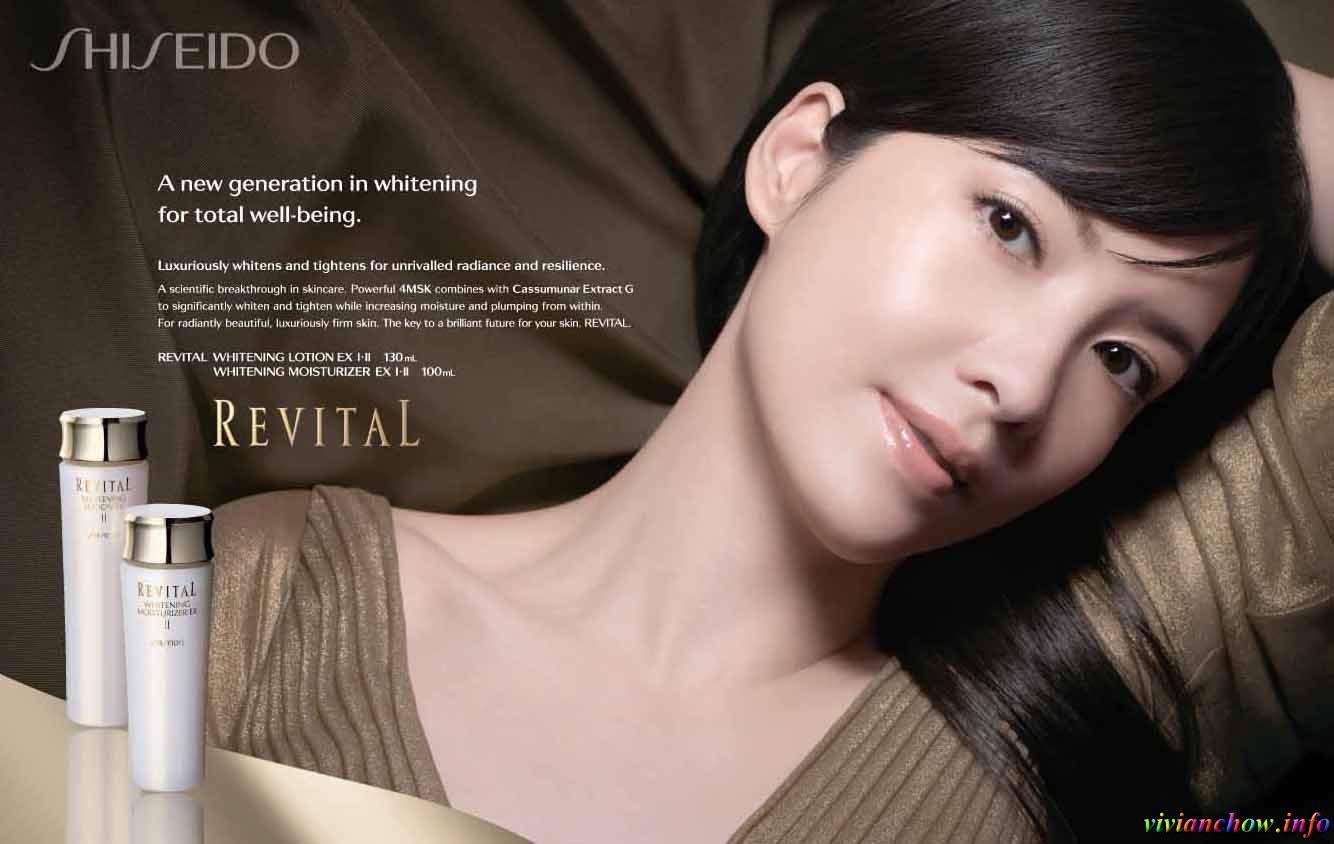 SHISEIDO
A new generation in whitening
for total well-being.
Luxuriously whitens and tightens for unrivalled radiance and resilience.
A scientific breakthrough in skincare. Powerful 4MSK combines with Cassumunar Extract G
to significantly whiten and tighten while increasing moisture and plumping from within.
For radiantly beautiful, luxuriously firm skin. The key to a brilliant future for your skin. REVITAL.
REVITAL WHITENING LOTION EX I·II 130mL
WHITENING MOISTURIZER EX I·II 100mL
REVITAL
REVITAL
WHITENING
II
REVITAL
WHITENING
MOISTURIZER EX
II
SHISEIDO
vivianchow.info